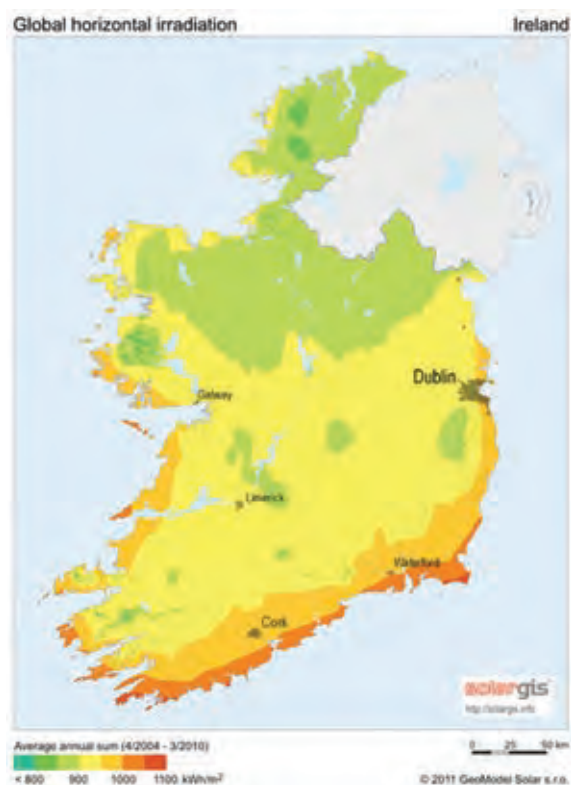 Global horizontal irradiation Ireland
Dublin
Galway
Limerick
Waterford
Cork
solargis
http://solargis.info
Average annual sum (4/2004 - 3/2010) 0 25 50 km
< 800 900 1000 1100 kWh/m²
© 2011 GeoModel Solar s.r.o.